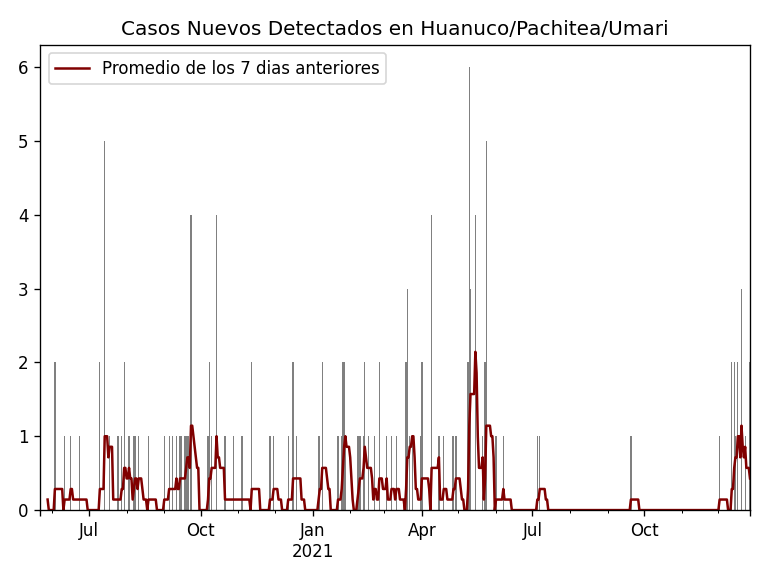 Casos Nuevos Detectados en Huanuco/Pachitea/Umari
Promedio de los 7 dias anteriores
6
5
4
3
2
1
0
Jul Oct Jan Apr Jul Oct
2021